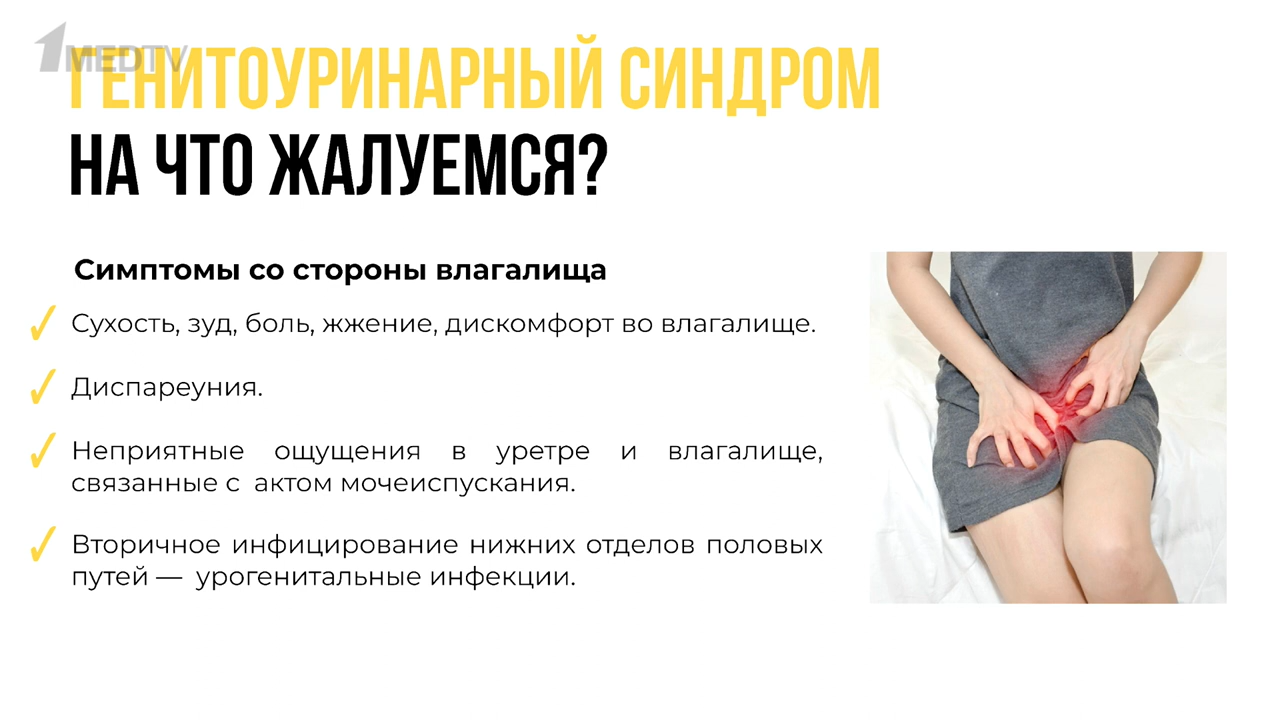 1MEDTV
ГЕНИТОУРИНАРНЫЙ СИНДРОМ
НА ЧТО ЖАЛУЕМСЯ?
Симптомы со стороны влагалища
✓ Сухость, зуд, боль, жжение, дискомфорт во влагалище.
✓ Диспареуния.
✓ Неприятные ощущения в уретре и влагалище,
связанные с актом мочеиспускания.
✓ Вторичное инфицирование нижних отделов половых
путей — урогенитальные инфекции.